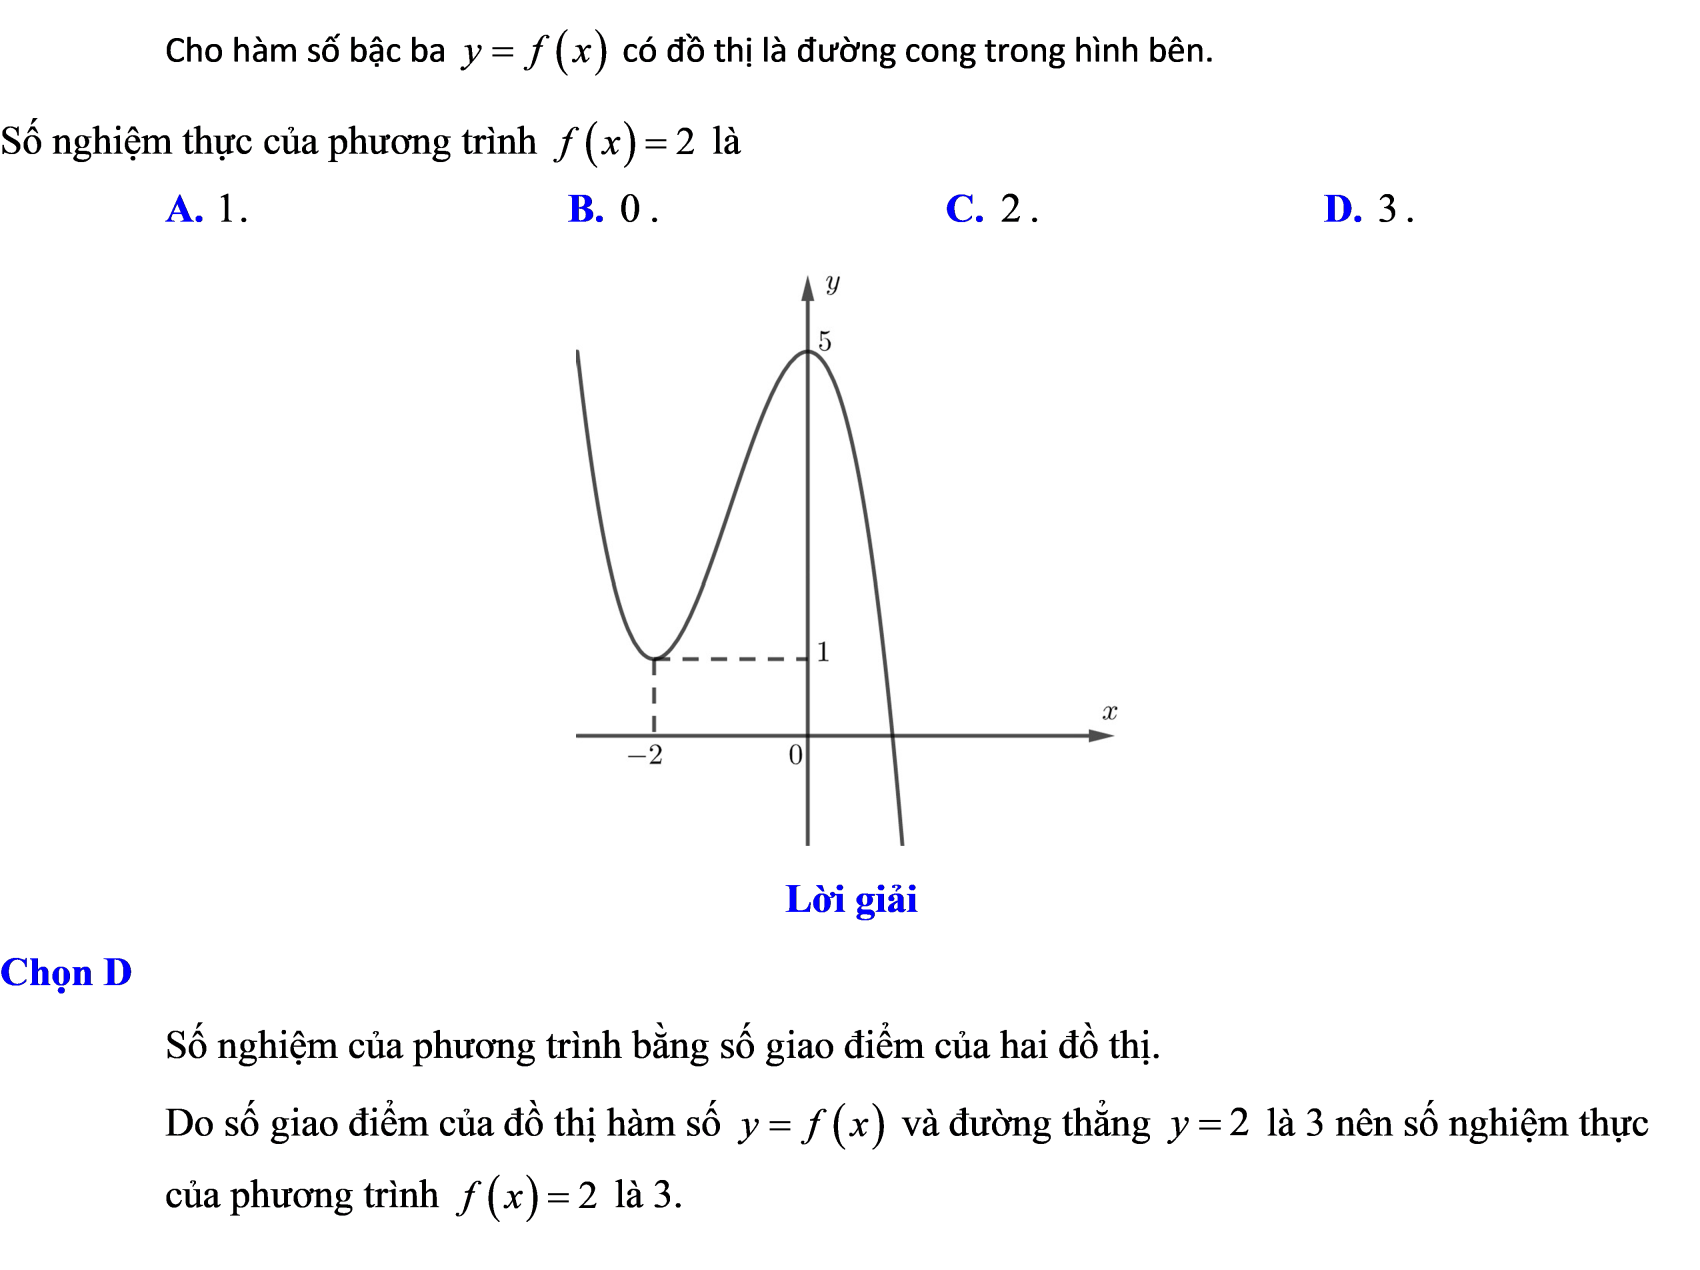 Cho hàm số bậc ba y = f(x) có đồ thị là đường cong trong hình bên.
Số nghiệm thực của phương trình f(x) = 2 là
A. 1. B. 0. C. 2. D. 3.
y
5
1
x
−2 0
Lời giải
Chọn D
Số nghiệm của phương trình bằng số giao điểm của hai đồ thị.
Do số giao điểm của đồ thị hàm số y = f(x) và đường thẳng y = 2 là 3 nên số nghiệm thực
của phương trình f(x) = 2 là 3.